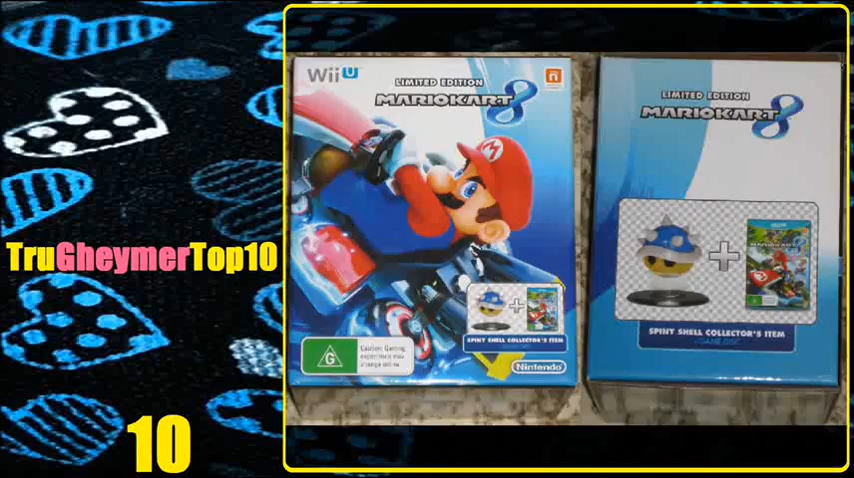 TruGheymerTop10
10
WiiU
LIMITED EDITION
MARIOKART 8
SPINY SHELL COLLECTOR'S ITEM
G
Caution: Gaming
experience may
change online
Nintendo
LIMITED EDITION
MARIOKART 8
SPINY SHELL COLLECTOR'S ITEM
+GAME DISC